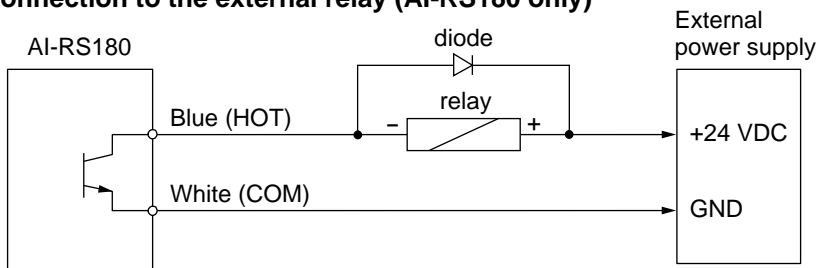 onnection to the external relay (AI-RS180 only)
External
power supply
AI-RS180
diode
relay
Blue (HOT)
– +
+24 VDC
White (COM)
GND